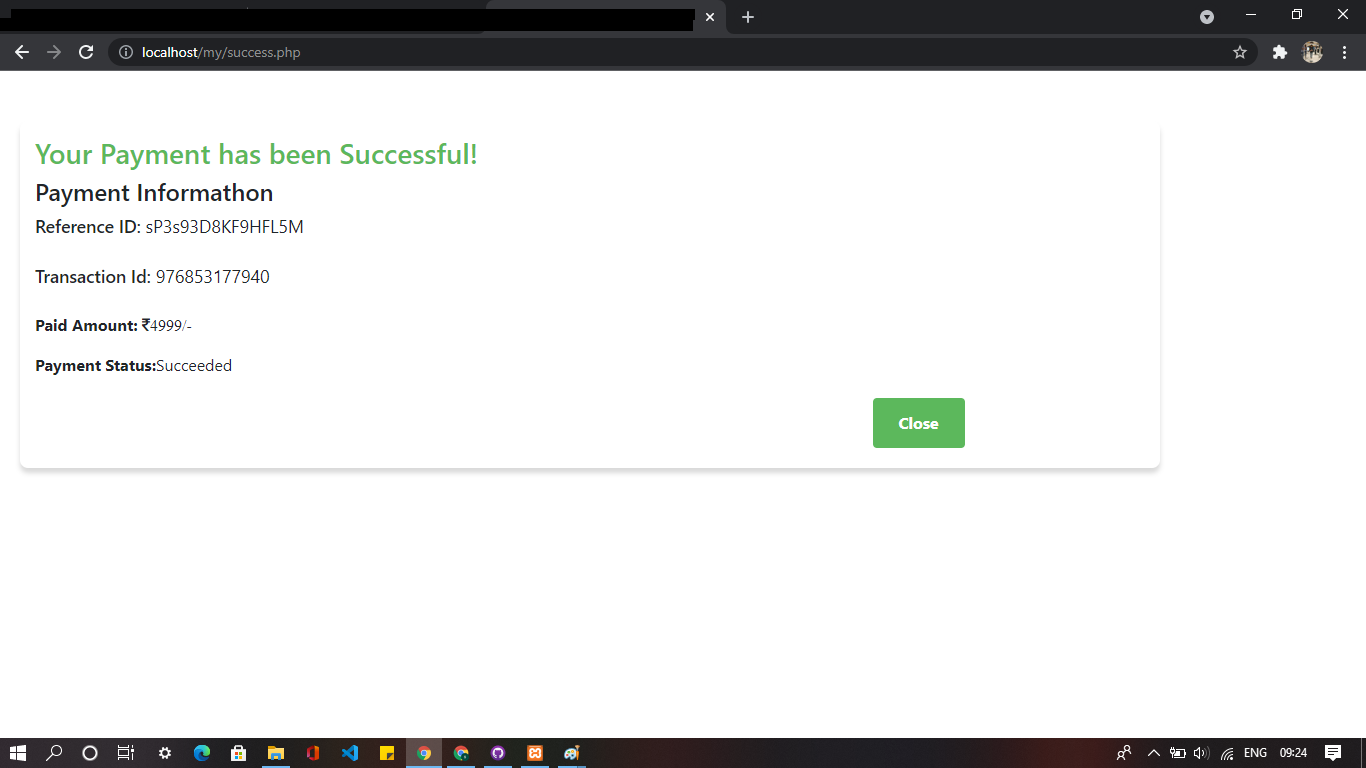 localhost/my/success.php
Your Payment has been Successful!
Payment Informathon
Reference ID: sP3s93D8KF9HFL5M
Transaction Id: 976853177940
Paid Amount: ₹4999/-
Payment Status:Succeeded
Close
ENG 09:24